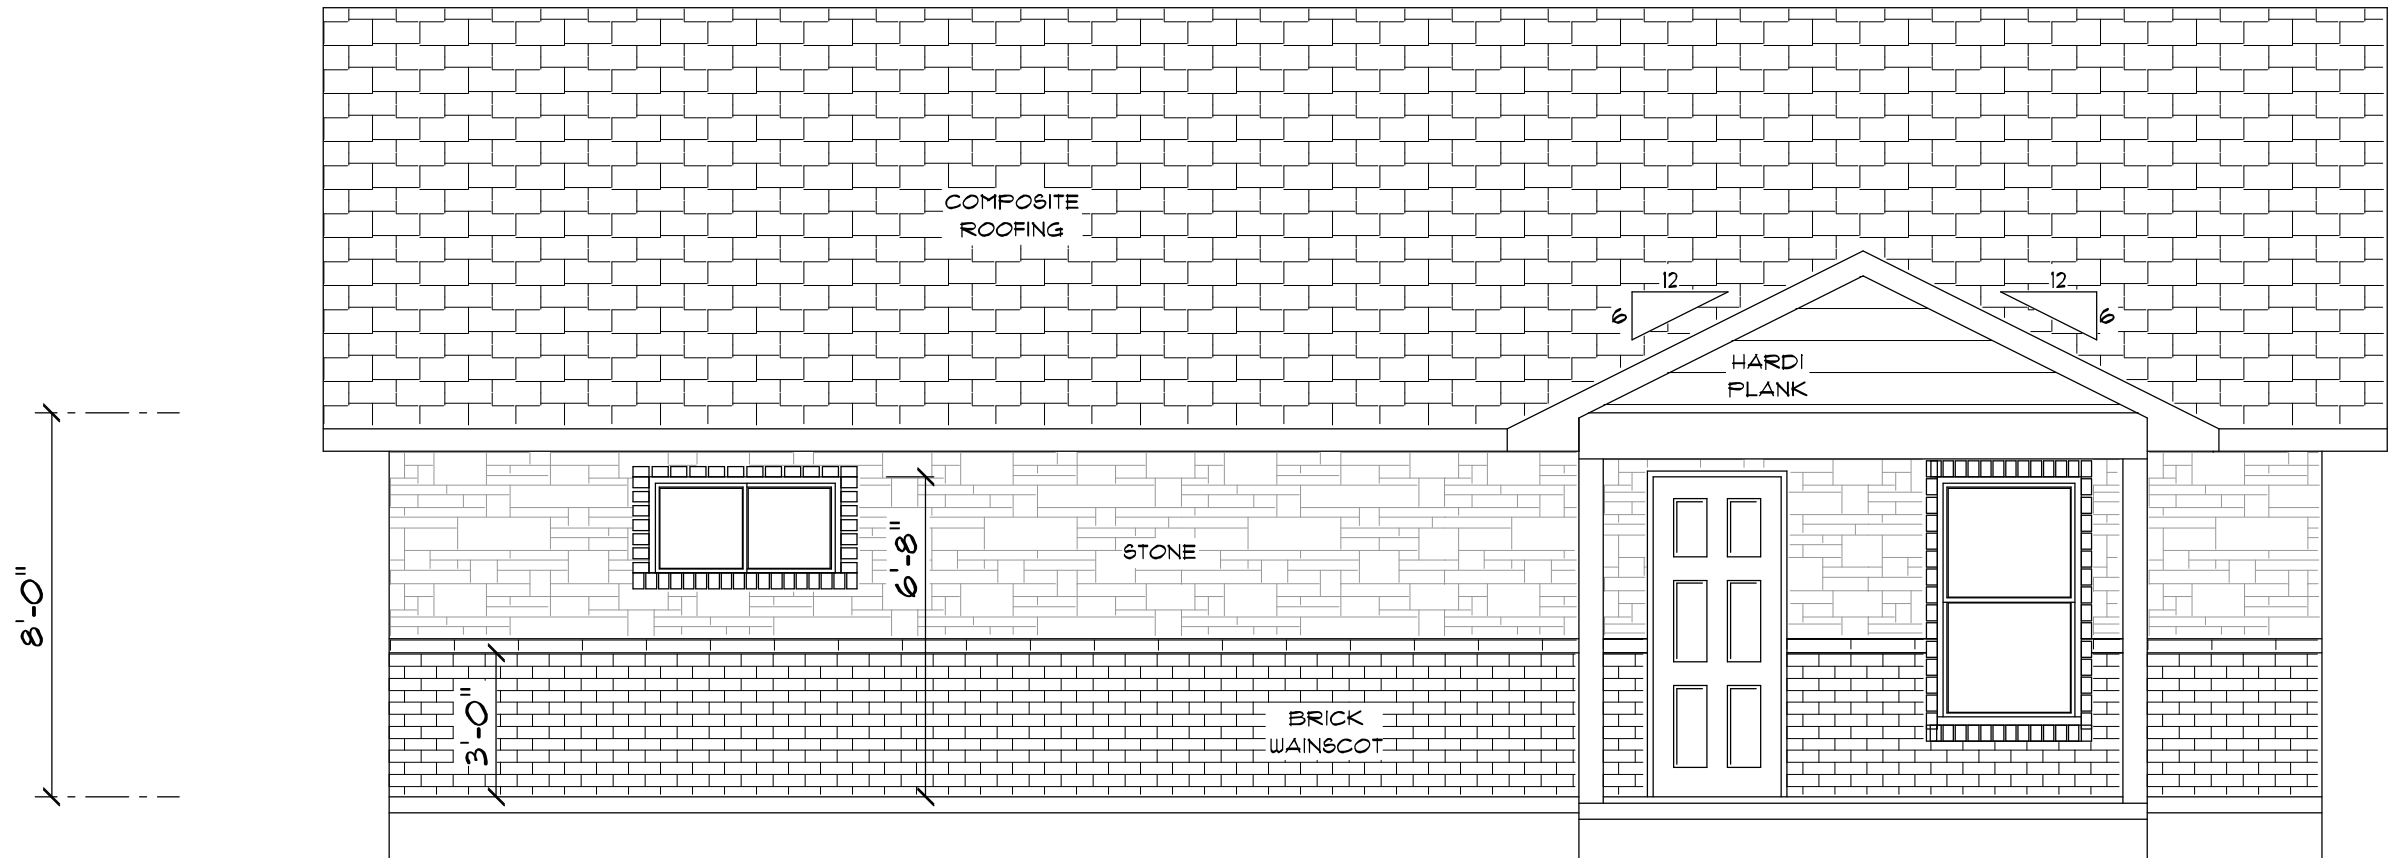 COMPOSITE
ROOFING
12
6
12
6
HARDI
PLANK
8'-0"
6'-8"
STONE
3'-0"
BRICK
WAINSCOT